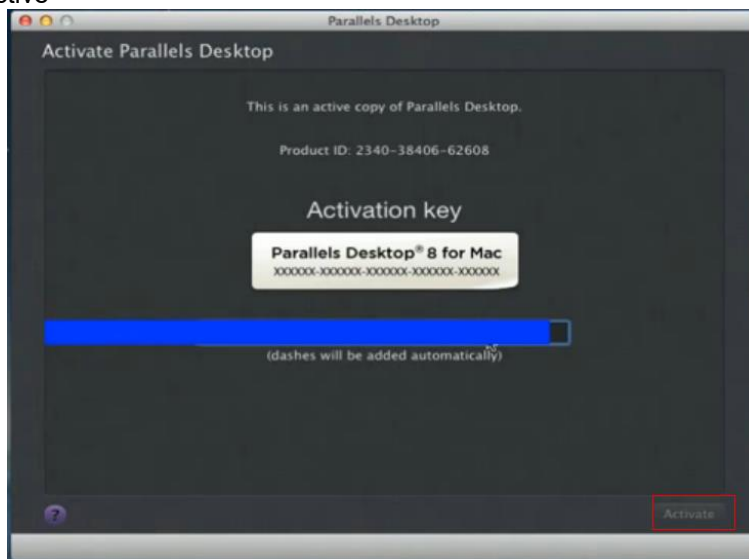 Parallels Desktop
Activate Parallels Desktop
This is an active copy of Parallels Desktop.
Product ID: 2340-38406-62608
Activation key
Parallels Desktop® 8 for Mac
XXXXXX-XXXXXX-XXXXXX-XXXXXX-XXXXXX
(dashes will be added automatically)
?
Activate